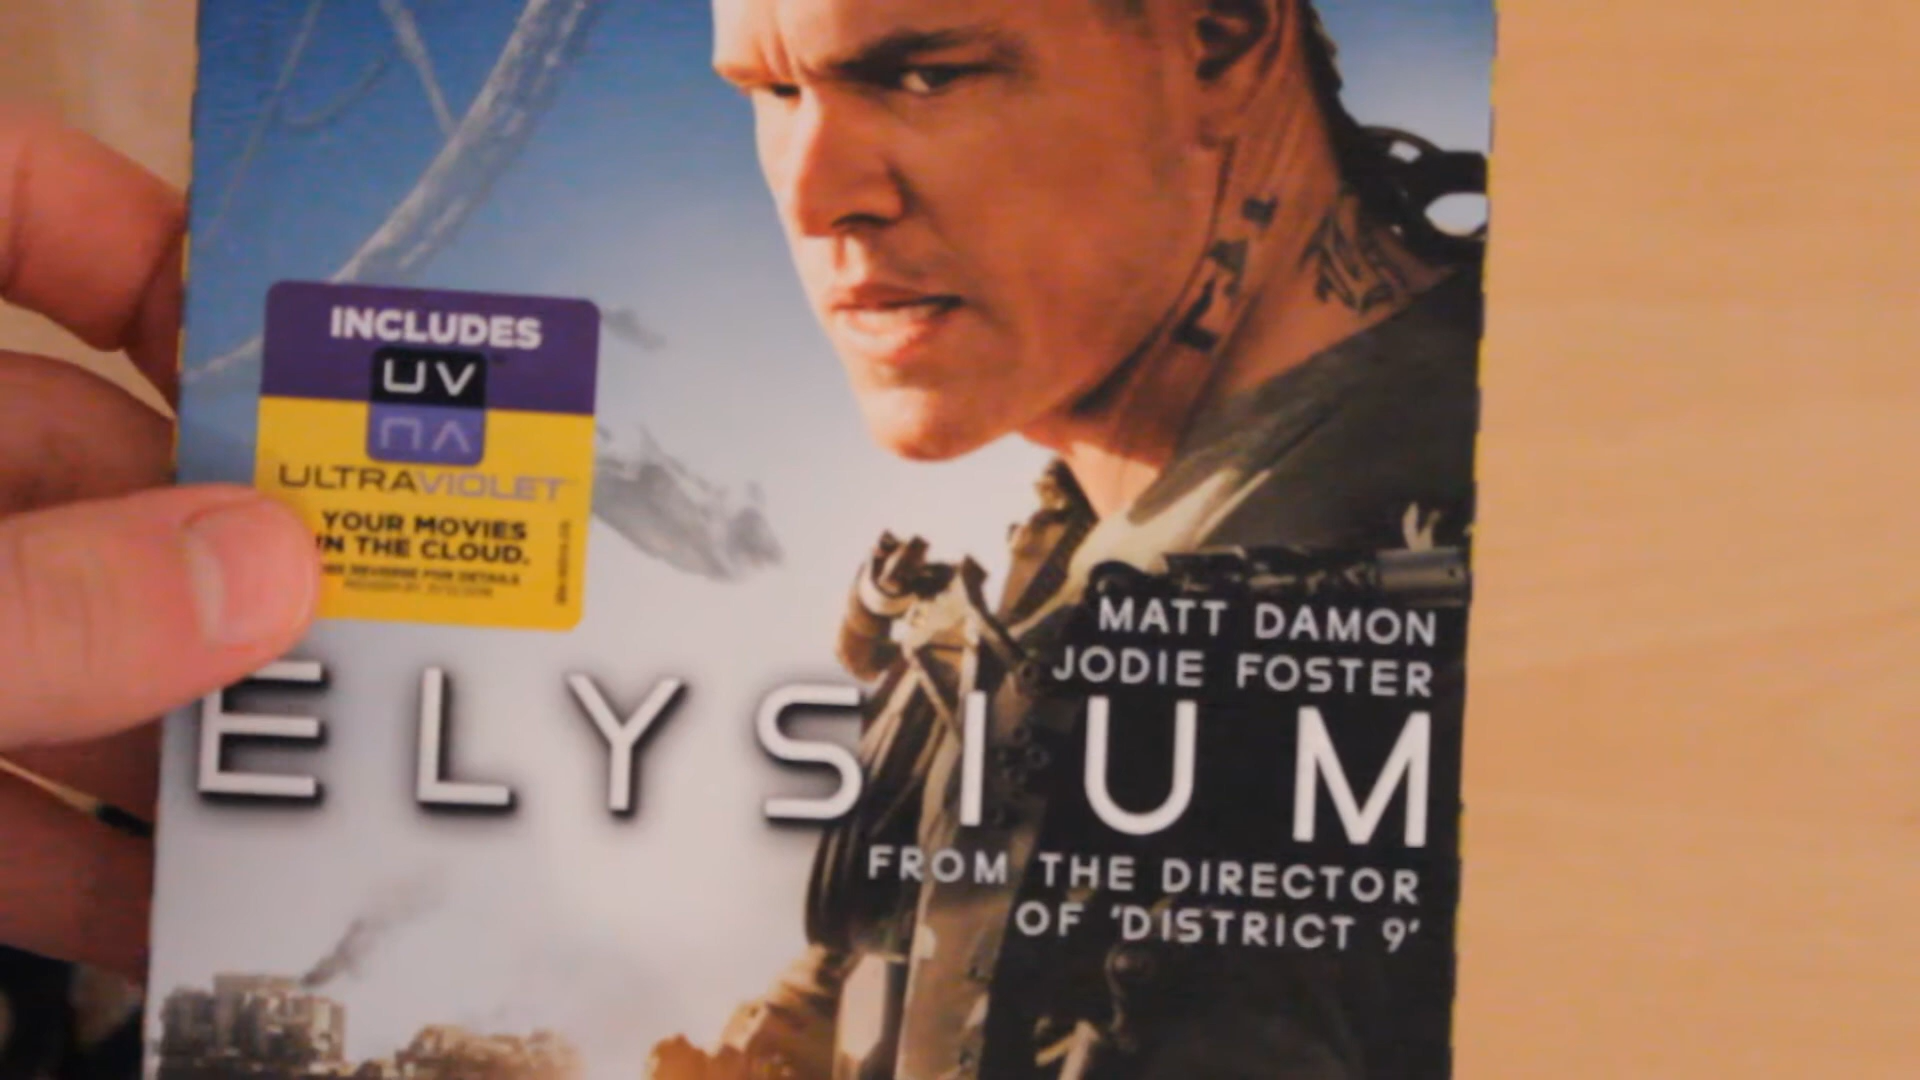 INCLUDES
UV
ULTRAVIOLET
YOUR MOVIES
IN THE CLOUD.
MATT DAMON
JODIE FOSTER
ELYSIUM
FROM THE DIRECTOR
OF 'DISTRICT 9'